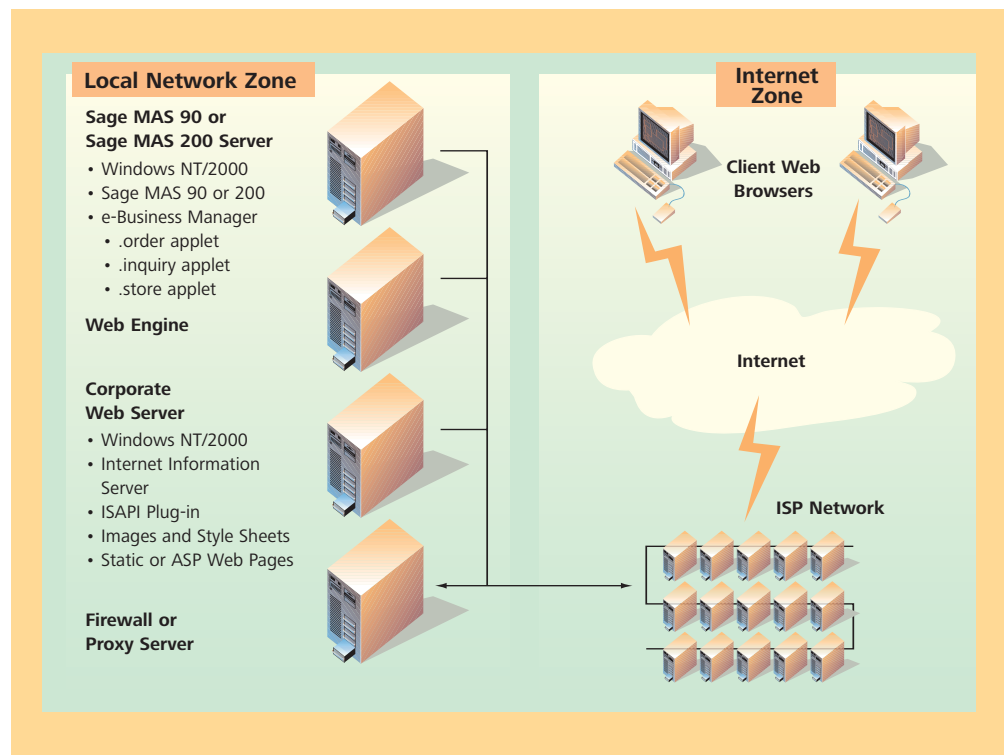 Local Network Zone
Sage MAS 90 or
Sage MAS 200 Server
• Windows NT/2000
• Sage MAS 90 or 200
• e-Business Manager
• .order applet
• .inquiry applet
• .store applet
Web Engine
Corporate
Web Server
• Windows NT/2000
• Internet Information
Server
• ISAPI Plug-in
• Images and Style Sheets
• Static or ASP Web Pages
Firewall or
Proxy Server
Internet
Zone
Client Web
Browsers
Internet
ISP Network